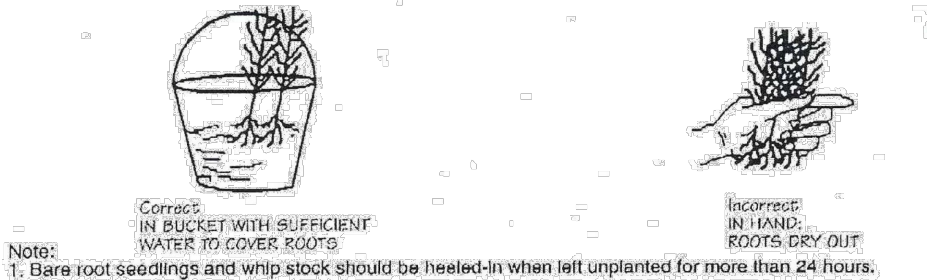 Correct
IN BUCKET WITH SUFFICIENT
WATER TO COVER ROOTS
Incorrect
IN HAND;
ROOTS DRY OUT
Note:
1. Bare root seedlings and whip stock should be heeled-in when left unplanted for more than 24 hours.